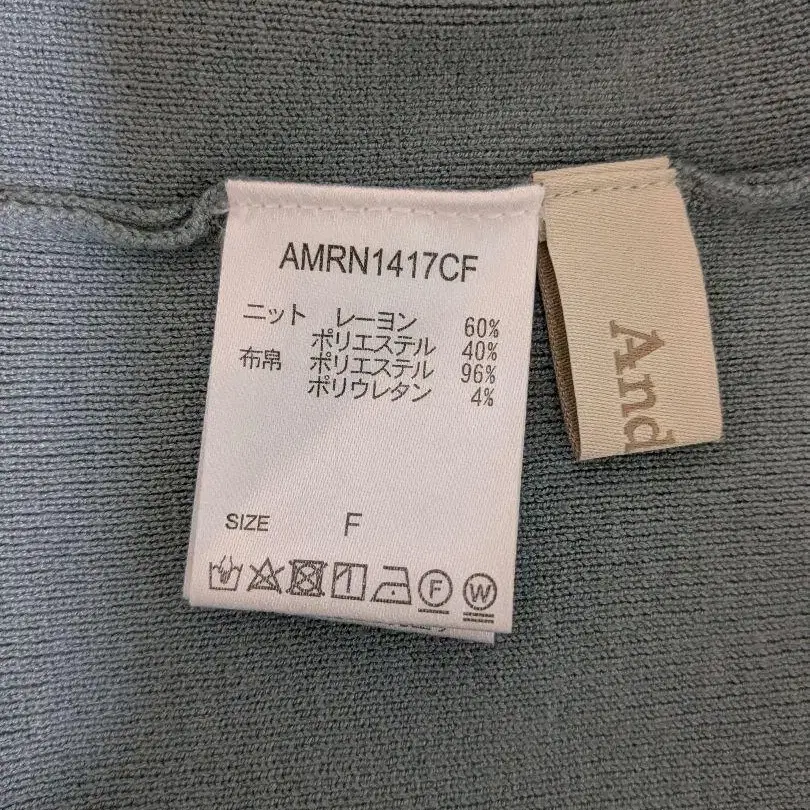 AMRN1417CF
ニット レーヨン 60%
ポリエステル 40%
布帛 ポリエステル 96%
ポリウレタン 4%
SIZE F
F W
And